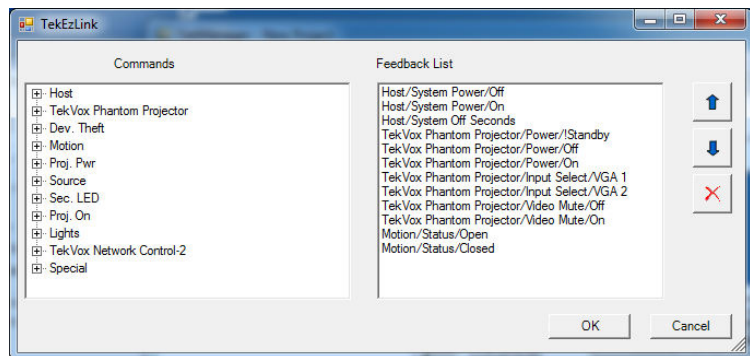 TekEzLink
Commands
Feedback List
Host
TekVox Phantom Projector
Dev. Theft
Motion
Proj. Pwr
Source
Sec. LED
Proj. On
Lights
TekVox Network Control-2
Special
Host/System Power/Off
Host/System Power/On
Host/System Off Seconds
TekVox Phantom Projector/Power/!Standby
TekVox Phantom Projector/Power/Off
TekVox Phantom Projector/Power/On
TekVox Phantom Projector/Input Select/VGA 1
TekVox Phantom Projector/Input Select/VGA 2
TekVox Phantom Projector/Video Mute/Off
TekVox Phantom Projector/Video Mute/On
Motion/Status/Open
Motion/Status/Closed
OK
Cancel